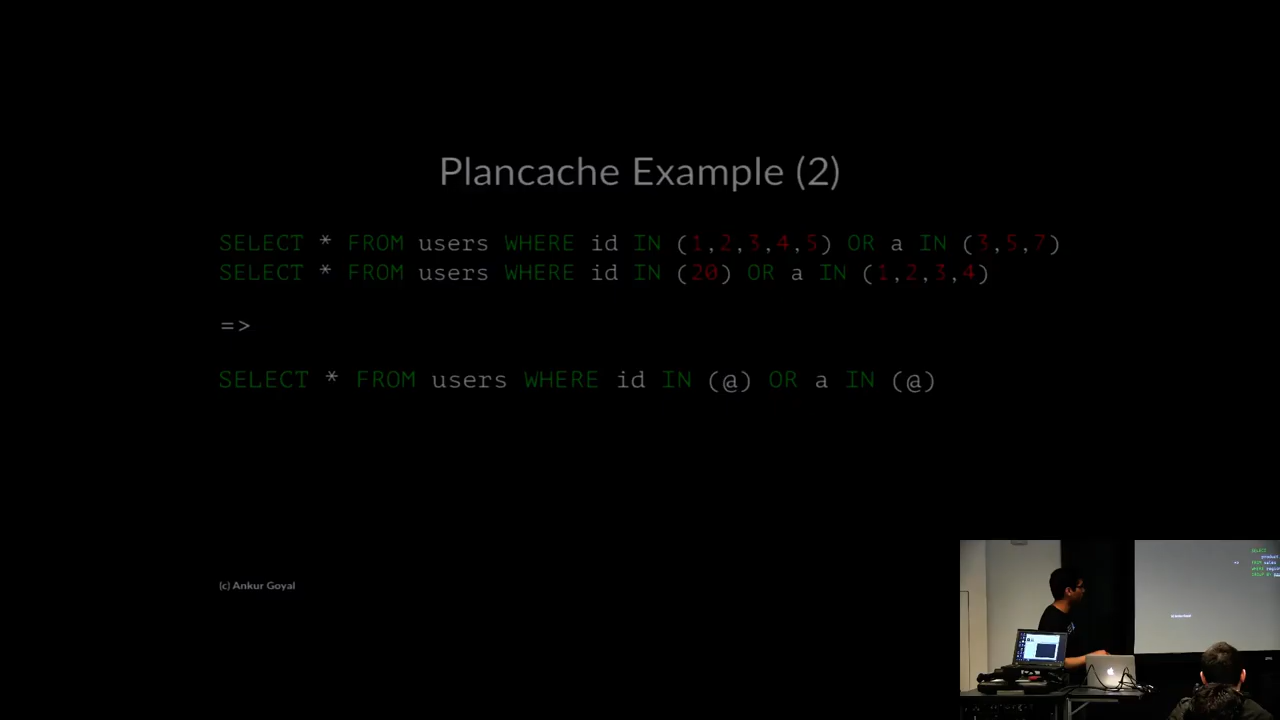 Plancache Example (2)
SELECT * FROM users WHERE id IN (1,2,3,4,5) OR a IN (3,5,7)
SELECT * FROM users WHERE id IN (20) OR a IN (1,2,3,4)
=>
SELECT * FROM users WHERE id IN (@) OR a IN (@)
(c) Ankur Goyal